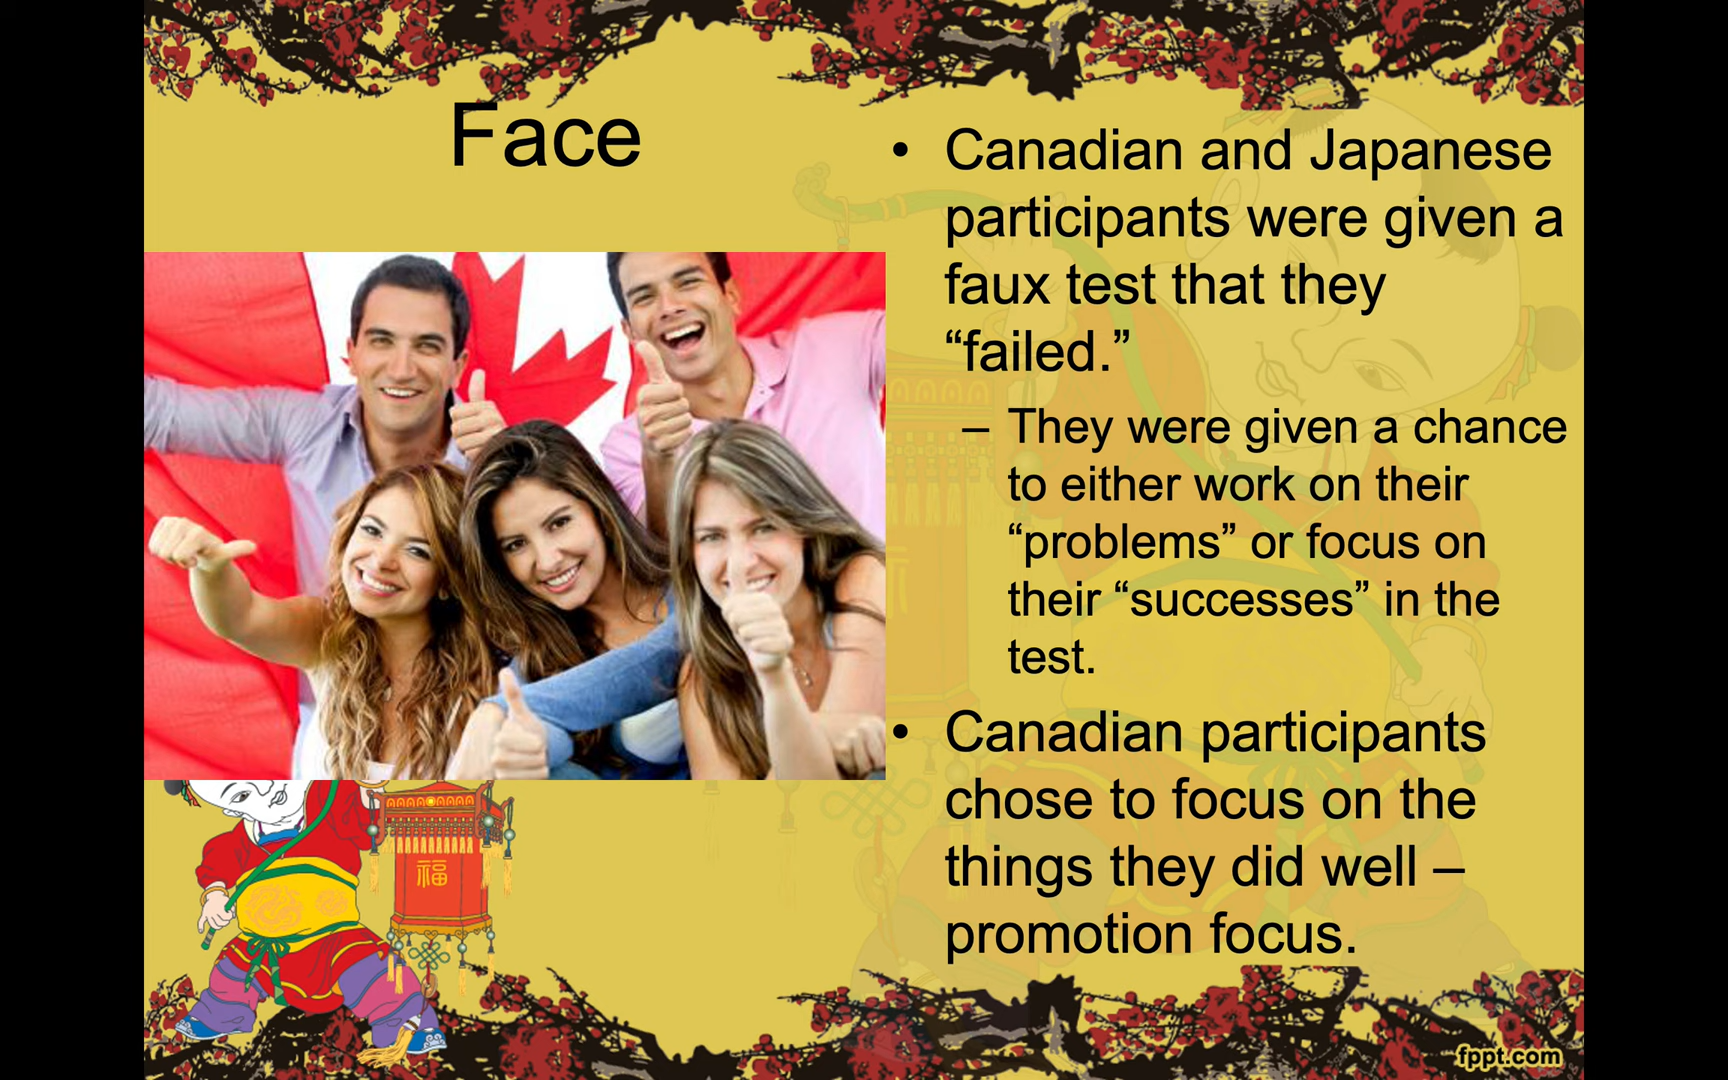 Face
• Canadian and Japanese
participants were given a
faux test that they
“failed.”
– They were given a chance
to either work on their
“problems” or focus on
their “successes” in the
test.
• Canadian participants
chose to focus on the
things they did well –
promotion focus.
福
fppt.com